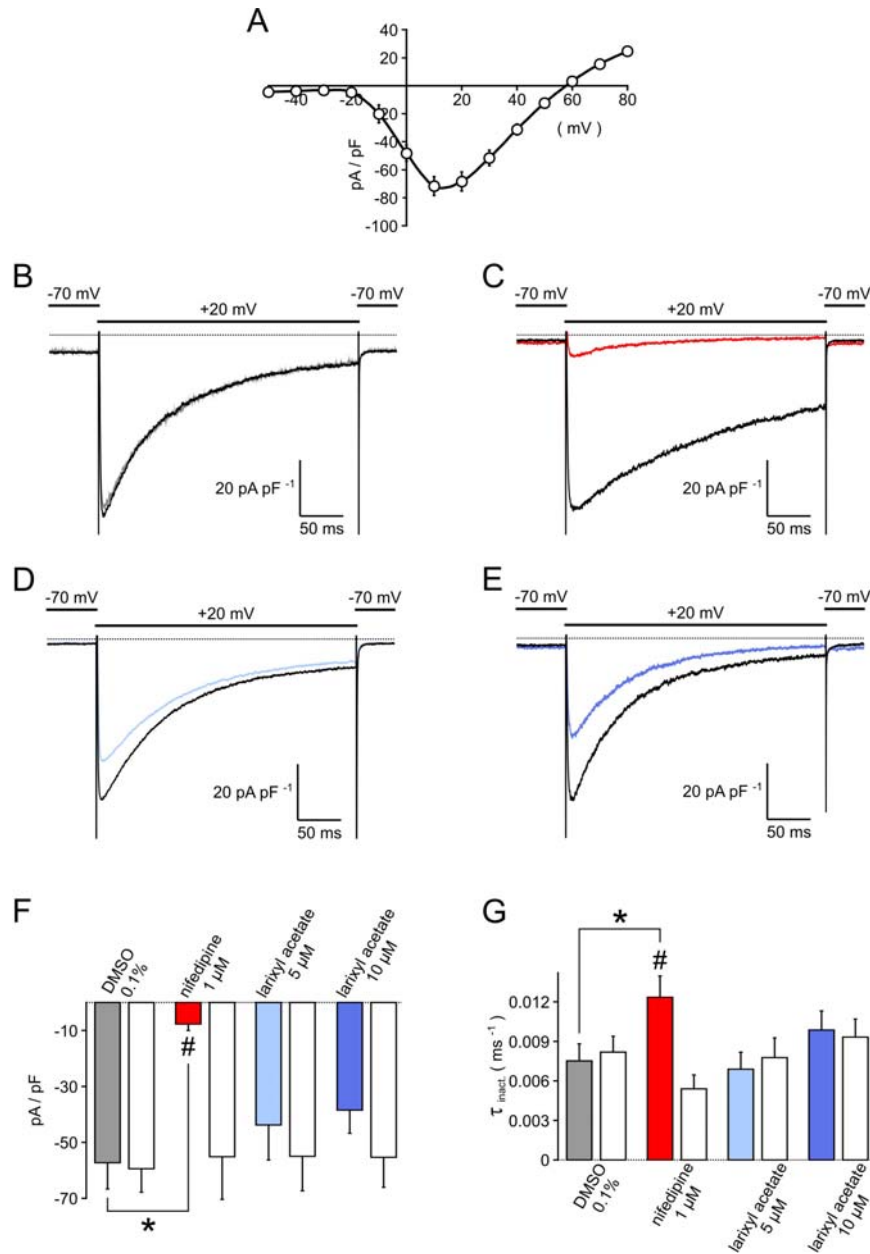 A
40
20
-40
-20
20
40
60
80
-20
-40
-60
-80
-100
pA / pF
( mV )
B
-70 mV
+20 mV
-70 mV
20 pA pF -1
50 ms
C
-70 mV
+20 mV
-70 mV
20 pA pF -1
50 ms
D
-70 mV
+20 mV
-70 mV
20 pA pF -1
50 ms
E
-70 mV
+20 mV
-70 mV
20 pA pF -1
50 ms
F
DMSO
0.1%
nifedipine
1 µM
larixyl acetate
5 µM
larixyl acetate
10 µM
-10
-30
-50
-70
pA / pF
#
*
G
*
#
0.012
0.009
0.006
0.003
0
τ inact. ( ms -1 )
DMSO
0.1%
nifedipine
1 µM
larixyl acetate
5 µM
larixyl acetate
10 µM